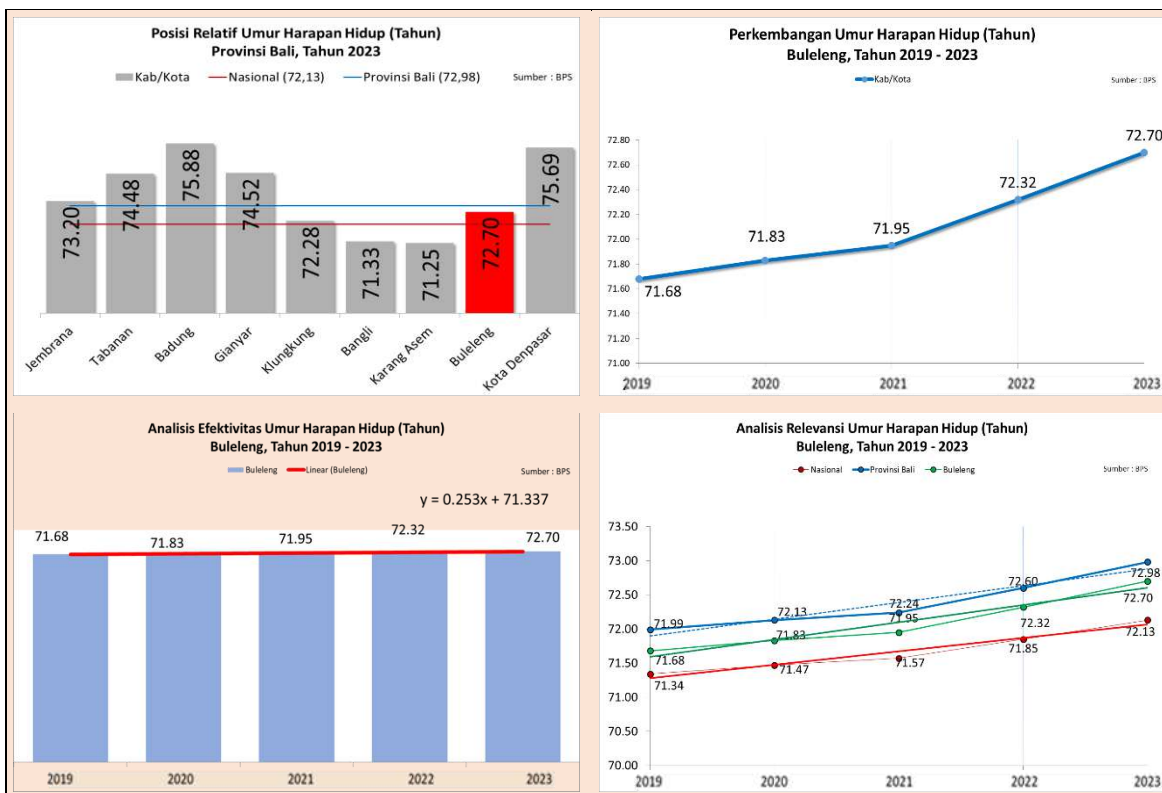 Posisi Relatif Umur Harapan Hidup (Tahun)
Provinsi Bali, Tahun 2023
Kab/Kota Nasional (72,13) Provinsi Bali (72,98) Sumber : BPS
73.20 74.48 75.88 74.52 72.28 71.33 71.25 72.70 75.69
Jembrana Tabanan Badung Gianyar Klungkung Bangli Karang Asem Buleleng Kota Denpasar
Perkembangan Umur Harapan Hidup (Tahun)
Buleleng, Tahun 2019 - 2023
Kab/Kota Sumber : BPS
72.80
72.60
72.40
72.20
72.00
71.80
71.60
71.40
71.20
71.00
71.68 71.83 71.95 72.32 72.70
2019 2020 2021 2022 2023
Analisis Efektivitas Umur Harapan Hidup (Tahun)
Buleleng, Tahun 2019 - 2023
Buleleng Linear (Buleleng) Sumber : BPS
y = 0.253x + 71.337
71.68 71.83 71.95 72.32 72.70
2019 2020 2021 2022 2023
Analisis Relevansi Umur Harapan Hidup (Tahun)
Buleleng, Tahun 2019 - 2023
Nasional Provinsi Bali Buleleng Sumber : BPS
73.50
73.00
72.50
72.00
71.50
71.00
70.50
70.00
71.99 72,13 72.24 72.60 72.98
71.68 71.83 71.95 72.32 72.70
71.34 71.47 71.57 71.85 72.13
2019 2020 2021 2022 2023